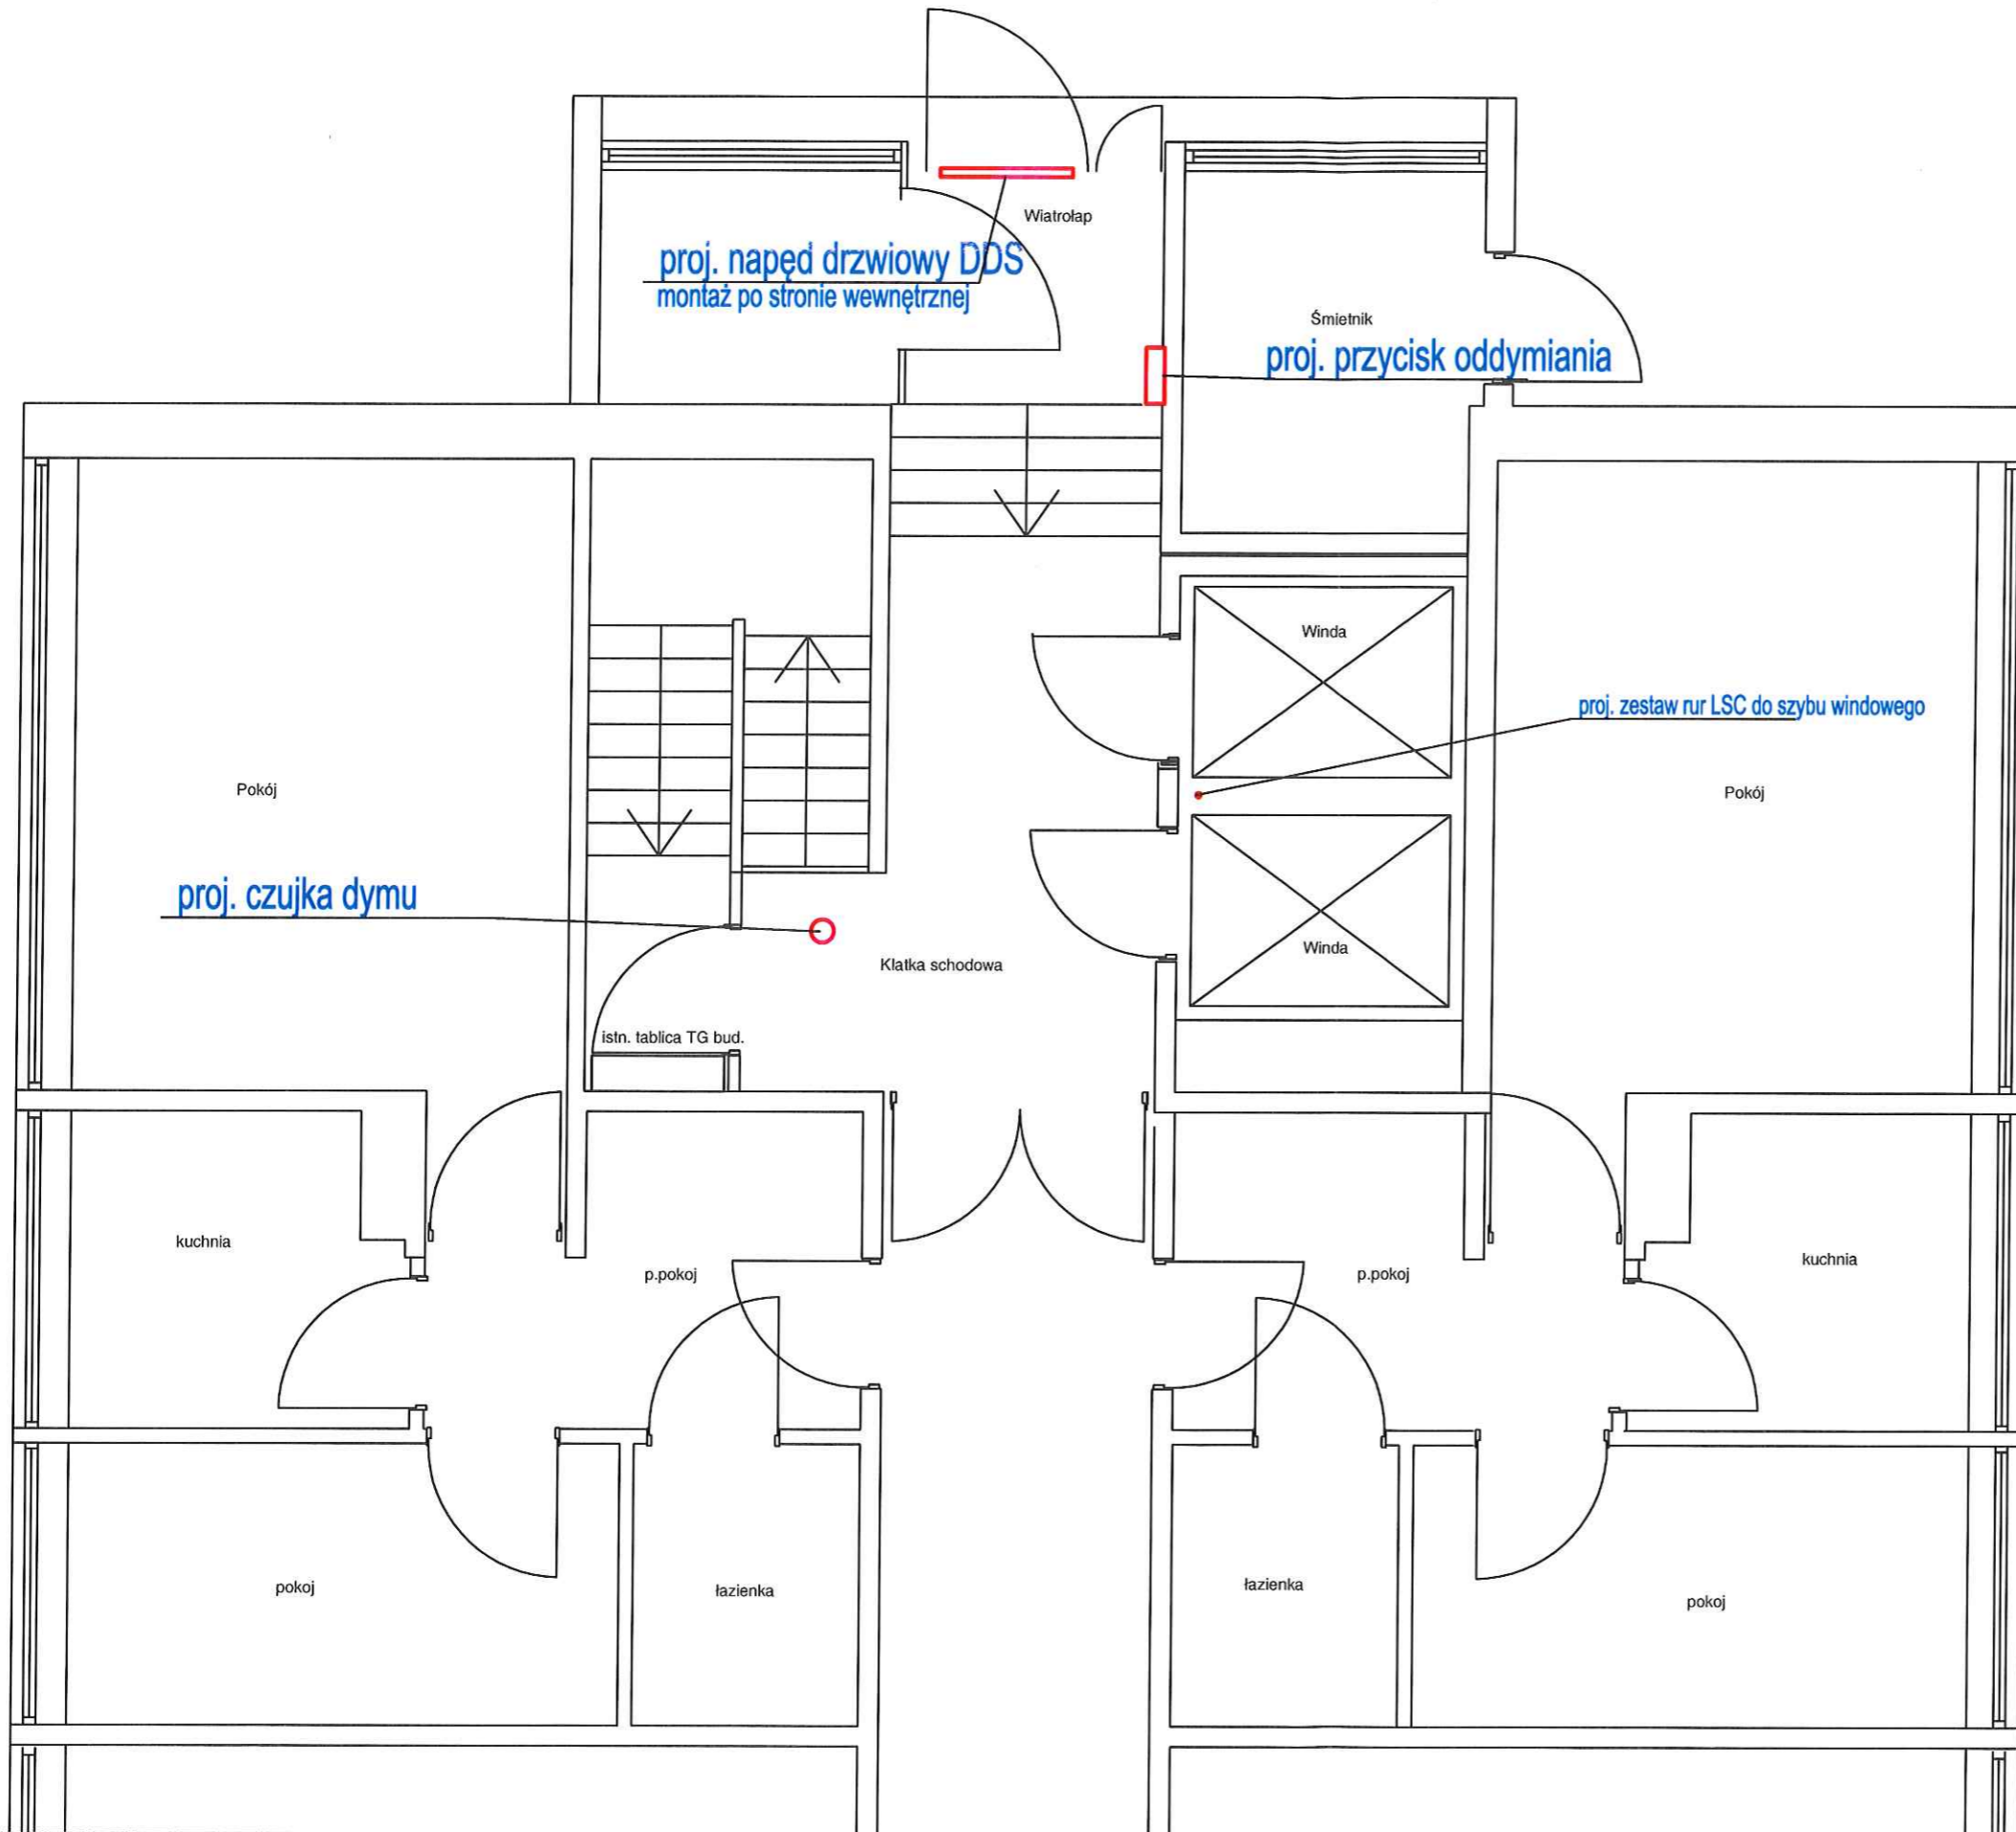 Wiatrołap
proj. napęd drzwiowy DDS
montaż po stronie wewnętrznej
Śmietnik
proj. przycisk oddymiania
Winda
proj. zestaw rur LSC do szybu windowego
Pokój
Pokój
proj. czujka dymu
Winda
Klatka schodowa
istn. tablica TG bud.
kuchnia
p.pokoj
p.pokoj
kuchnia
pokoj
łazienka
łazienka
pokoj